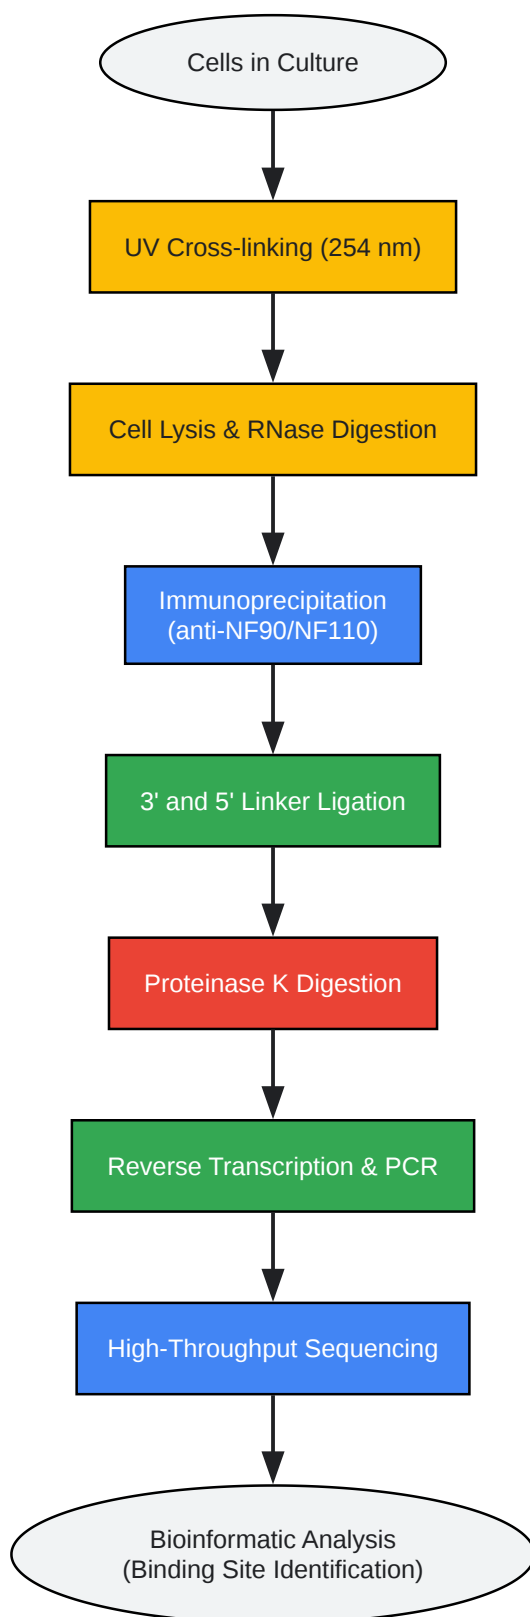 Cells in Culture
UV Cross-linking (254 nm)
Cell Lysis & RNase Digestion
Immunoprecipitation
(anti-NF90/NF110)
3' and 5' Linker Ligation
Proteinase K Digestion
Reverse Transcription & PCR
High-Throughput Sequencing
Bioinformatic Analysis
(Binding Site Identification)